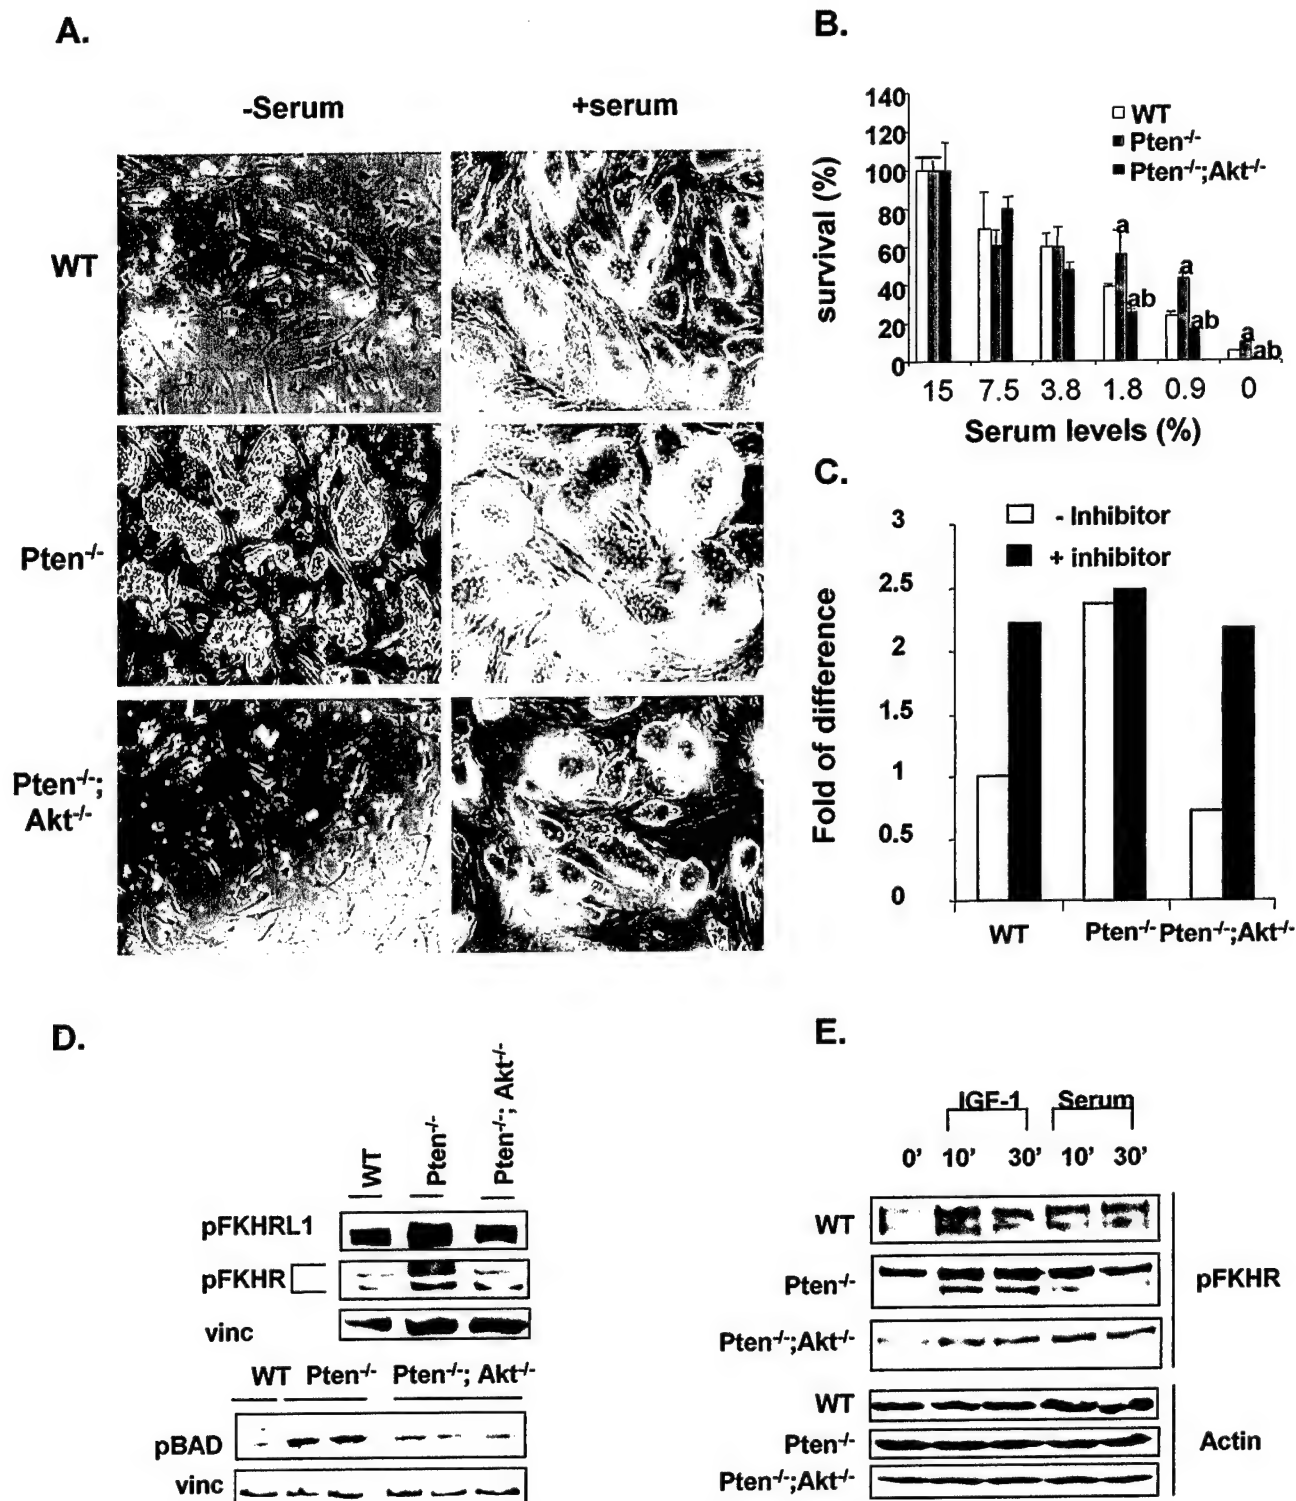 A.
-Serum
+serum
WT
Pten-/-
Pten-/-;
Akt-/-
B.
140
120
100
80
60
40
20
0
survival (%)
WT
Pten-/-
Pten-/-;Akt-/-
a
ab
a
ab
a
ab
15 7.5 3.8 1.8 0.9 0
Serum levels (%)
C.
3
2.5
2
1.5
1
0.5
0
Fold of difference
- Inhibitor
+ inhibitor
WT Pten-/- Pten-/-;Akt-/-
D.
WT
Pten-/-
Pten-/-; Akt-/-
pFKHRL1
pFKHR
vinc
WT Pten-/- Pten-/-; Akt-/-
pBAD
vinc
E.
IGF-1 Serum
0' 10' 30' 10' 30'
WT
Pten-/-
Pten-/-;Akt-/-
pFKHR
WT
Pten-/-
Pten-/-;Akt-/-
Actin